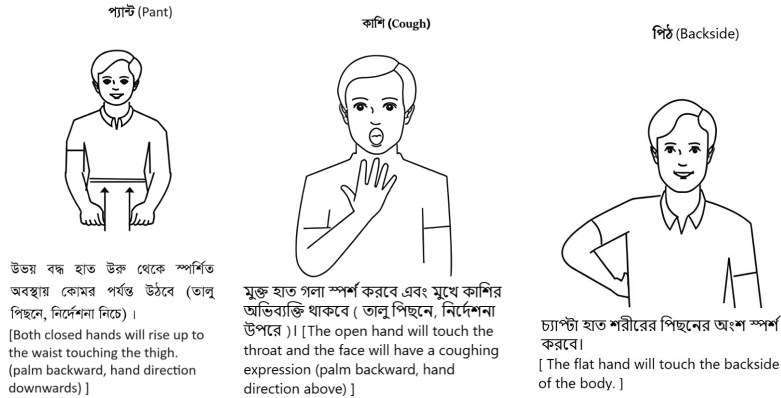 প্যান্ট (Pant)
উভয় বদ্ধ হাত উরু থেকে স্পর্শিত
অবস্থায় কোমর পর্যন্ত উঠবে (তালু
পিছনে, নির্দেশনা নিচে) ।
[Both closed hands will rise up to
the waist touching the thigh.
(palm backward, hand direction
downwards) ]
কাশি (Cough)
মুক্ত হাত গলা স্পর্শ করবে এবং মুখে কাশির
অভিব্যক্তি থাকবে ( তালু পিছনে, নির্দেশনা
উপরে )। [The open hand will touch the
throat and the face will have a coughing
expression (palm backward, hand
direction above) ]
পিঠ (Backside)
চ্যাপ্টা হাত শরীরের পিছনের অংশ স্পর্শ
করবে।
[ The flat hand will touch the backside
of the body. ]